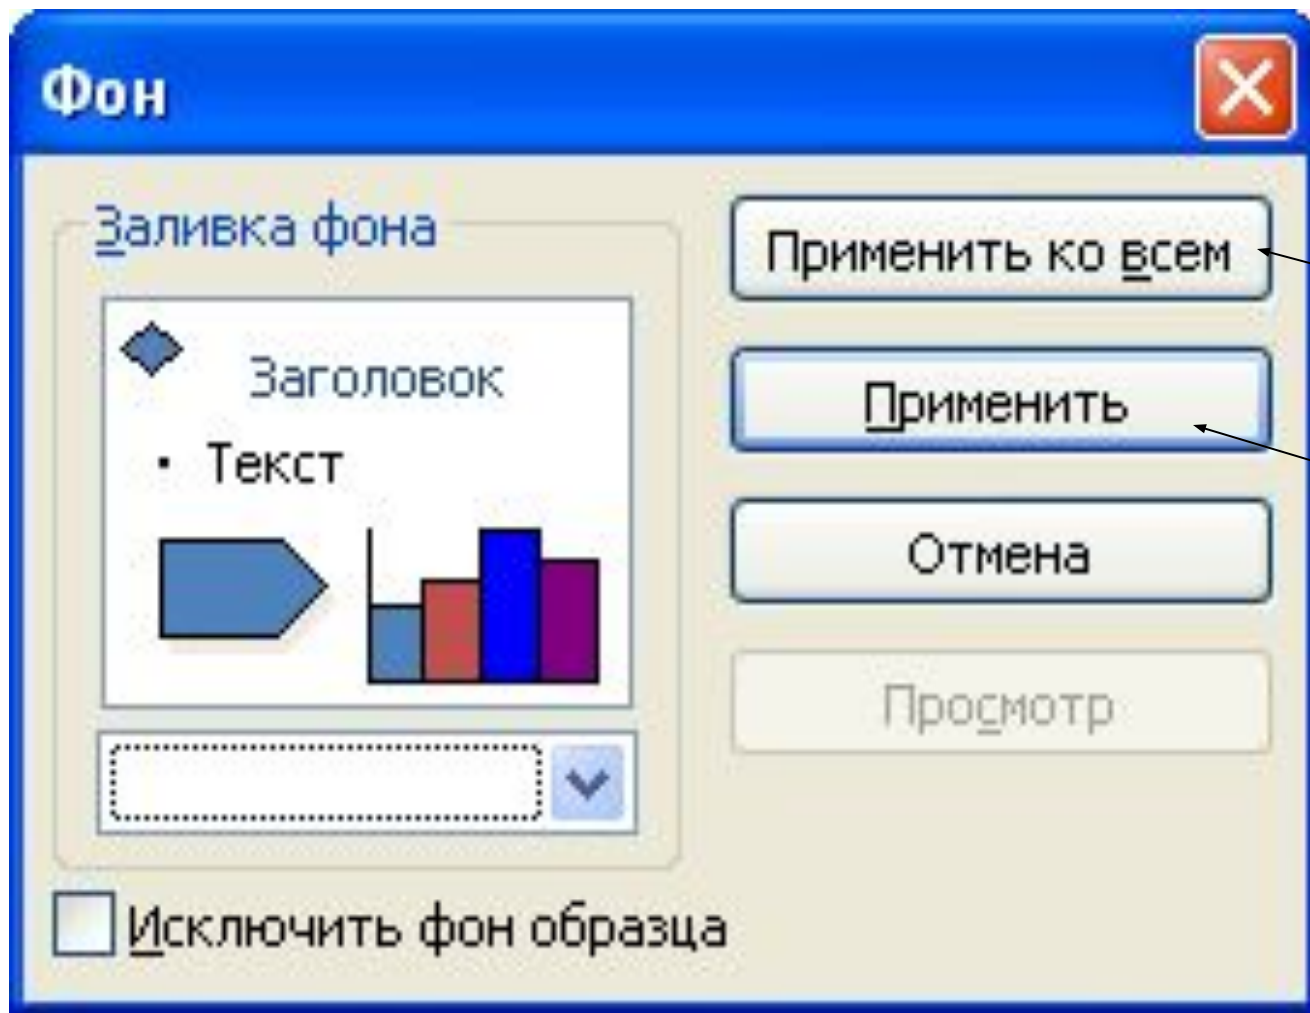 Фон
Заливка фона
Заголовок
· Текст
Исключить фон образца
Применить ко всем
Применить
Отмена
Просмотр